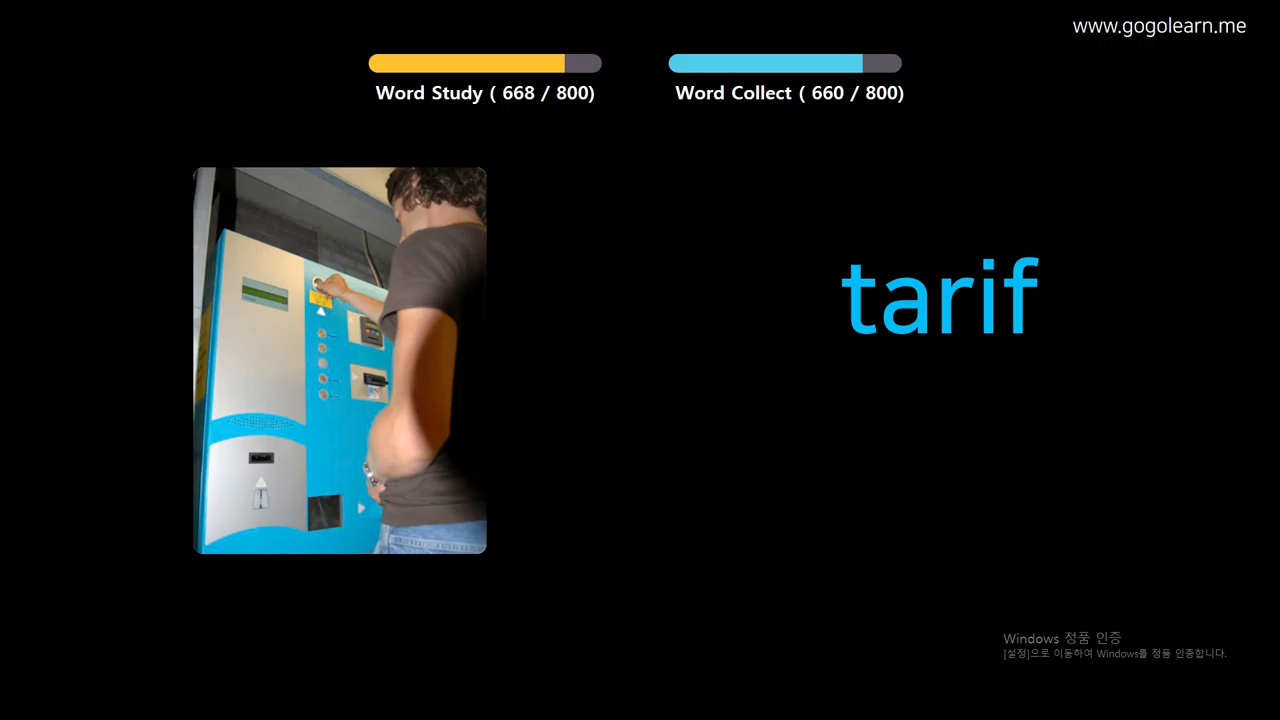 www.gogolearn.me
Word Study ( 668 / 800)
Word Collect ( 660 / 800)
tarif
Windows 정품 인증
[설정]으로 이동하여 Windows를 정품 인증합니다.